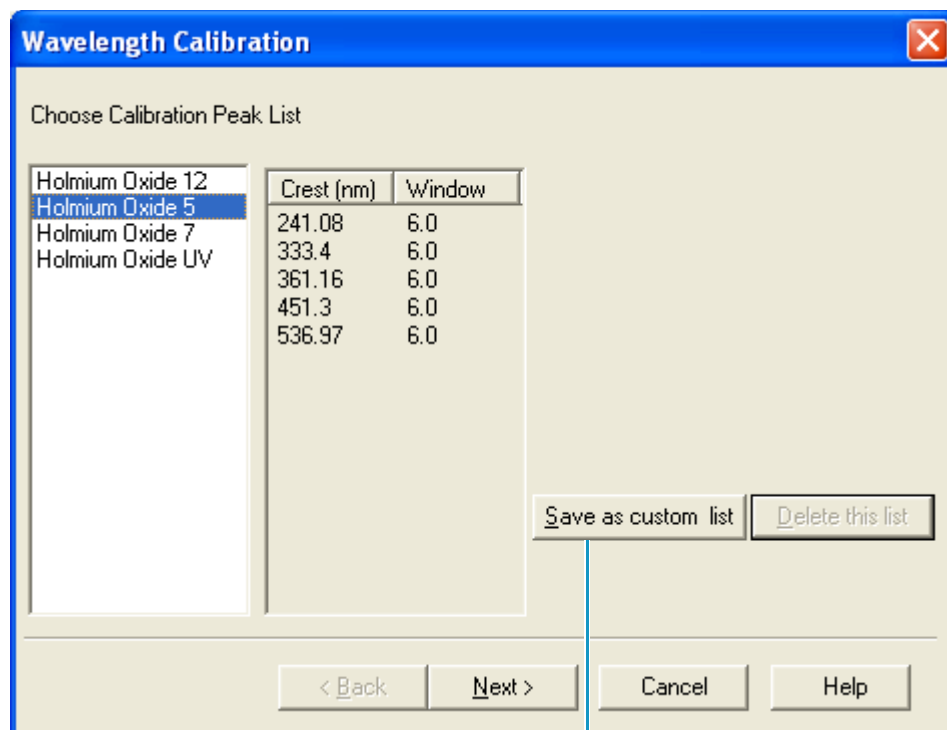 Wavelength Calibration
Choose Calibration Peak List
Holmium Oxide 12
Holmium Oxide 5
Holmium Oxide 7
Holmium Oxide UV
Crest (nm) Window
241.08 6.0
333.4 6.0
361.16 6.0
451.3 6.0
536.97 6.0
Save as custom list Delete this list
< Back Next > Cancel Help